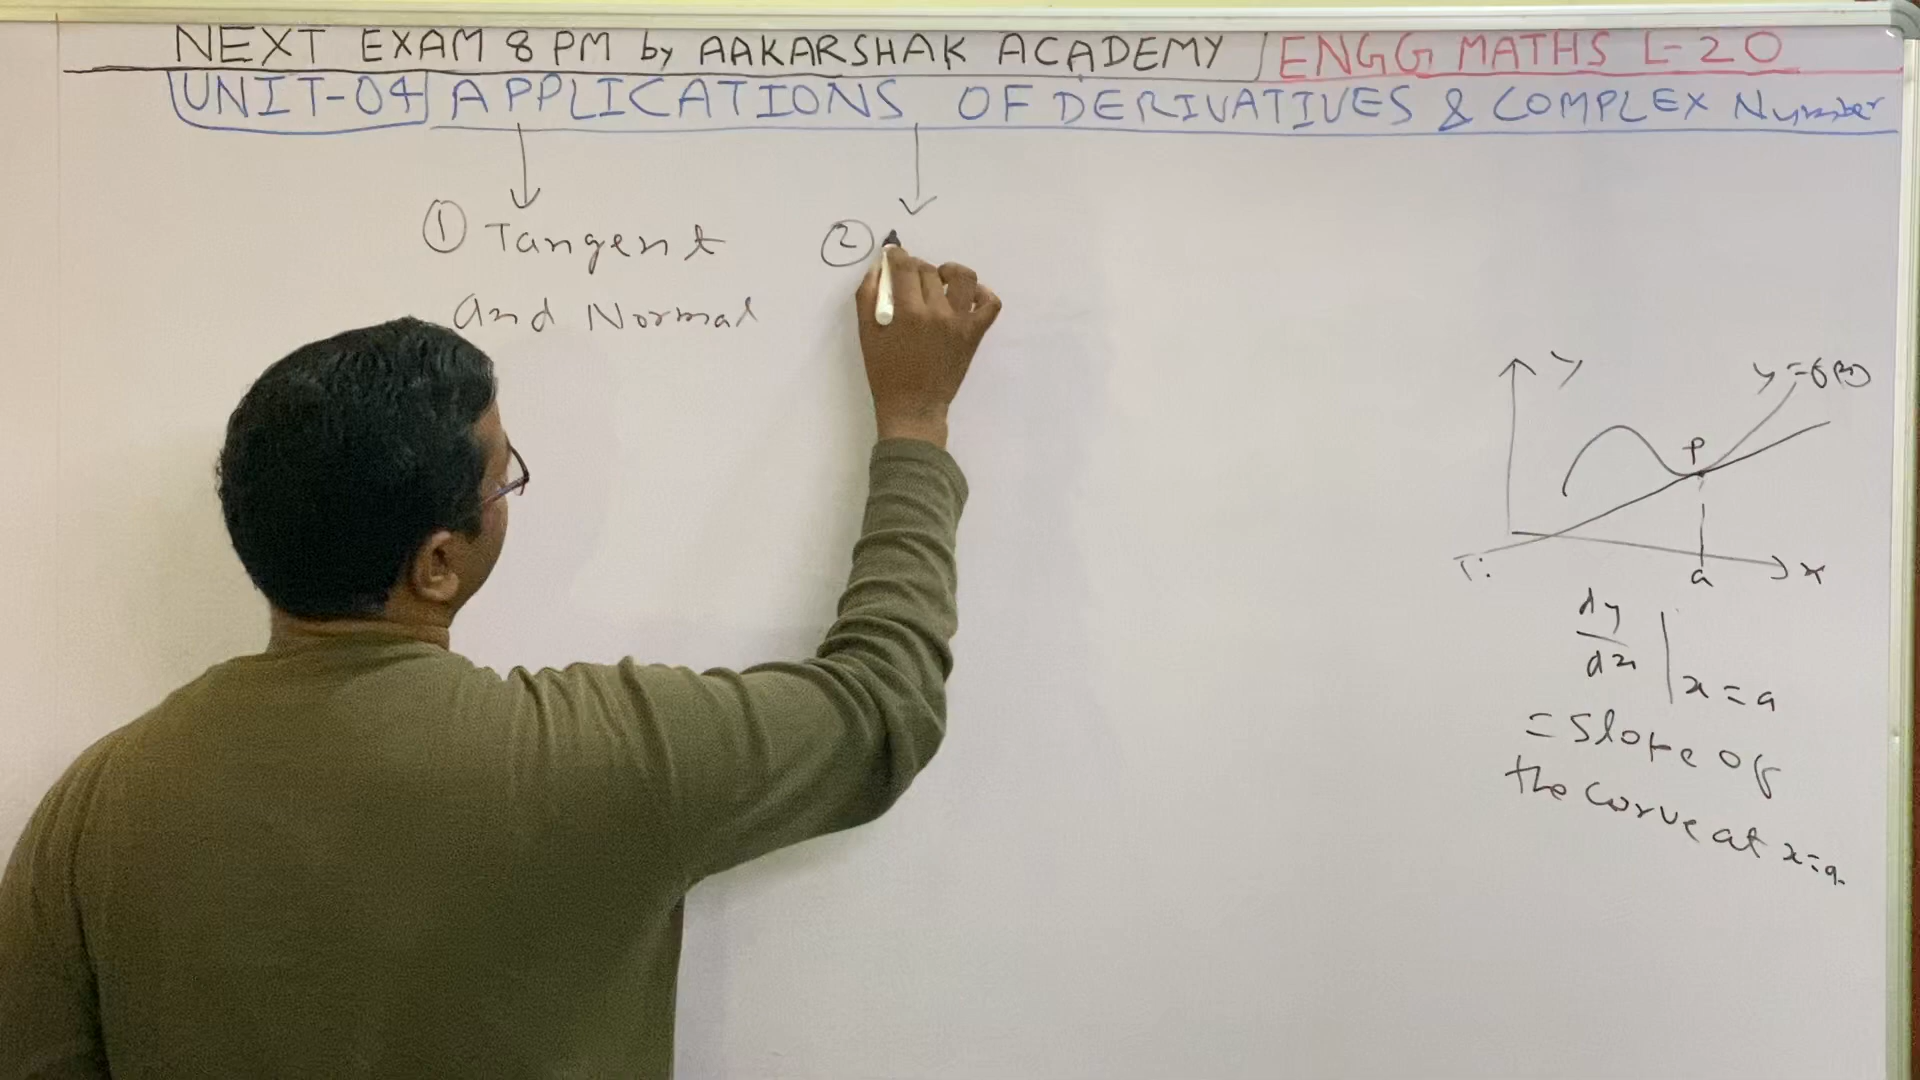 NEXT EXAM 8 PM by AAKARSHAK ACADEMY ENGG MATHS L-20
UNIT-04 APPLICATIONS OF DERIVATIVES & COMPLEX Number
① Tangent
and Normal
②
y
y=f(x)
P
T:
a
x
dy
dx
x=a
= slope of
the curve at x=a